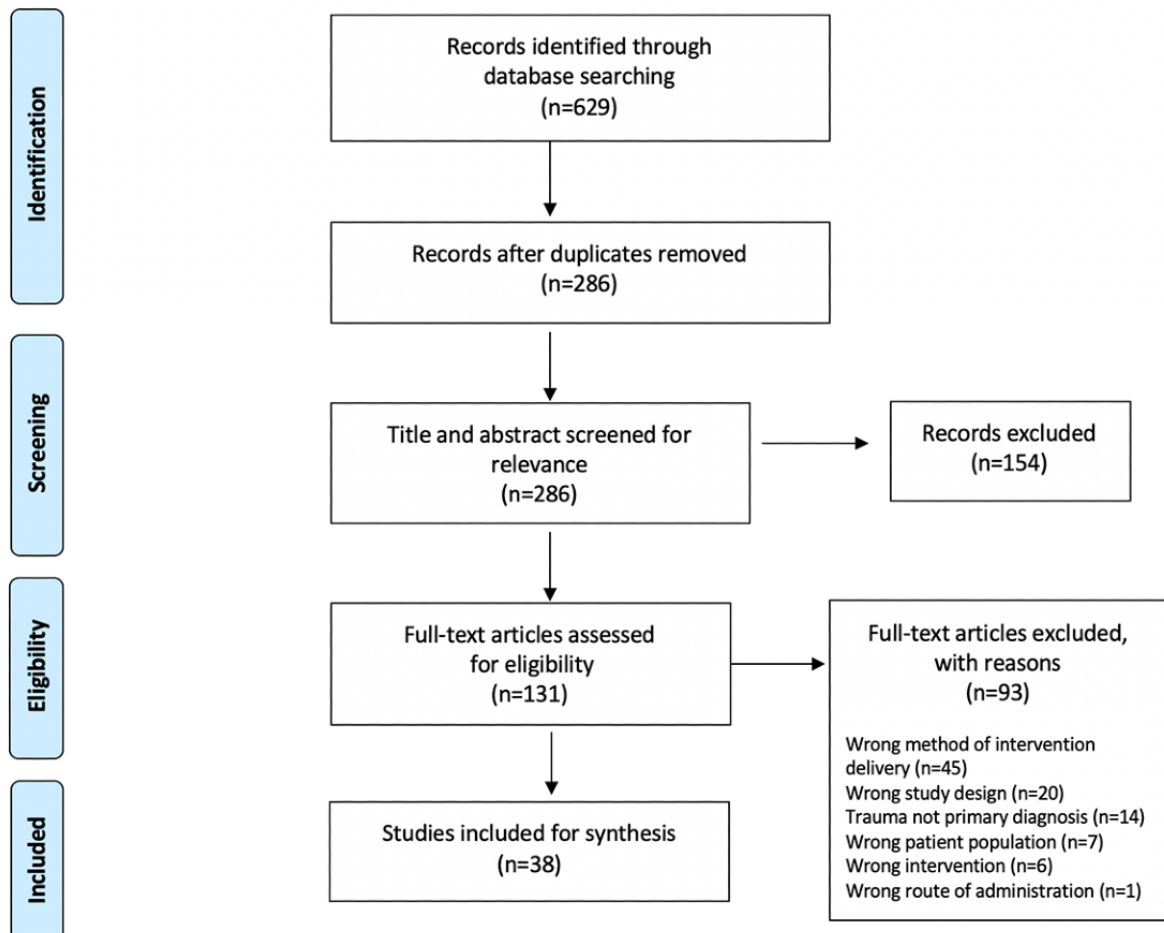 Identification
Records identified through
database searching
(n=629)
Records after duplicates removed
(n=286)
Screening
Title and abstract screened for
relevance
(n=286)
Records excluded
(n=154)
Eligibility
Full-text articles assessed
for eligibility
(n=131)
Full-text articles excluded,
with reasons
(n=93)
Wrong method of intervention
delivery (n=45)
Wrong study design (n=20)
Trauma not primary diagnosis (n=14)
Wrong patient population (n=7)
Wrong intervention (n=6)
Wrong route of administration (n=1)
Included
Studies included for synthesis
(n=38)